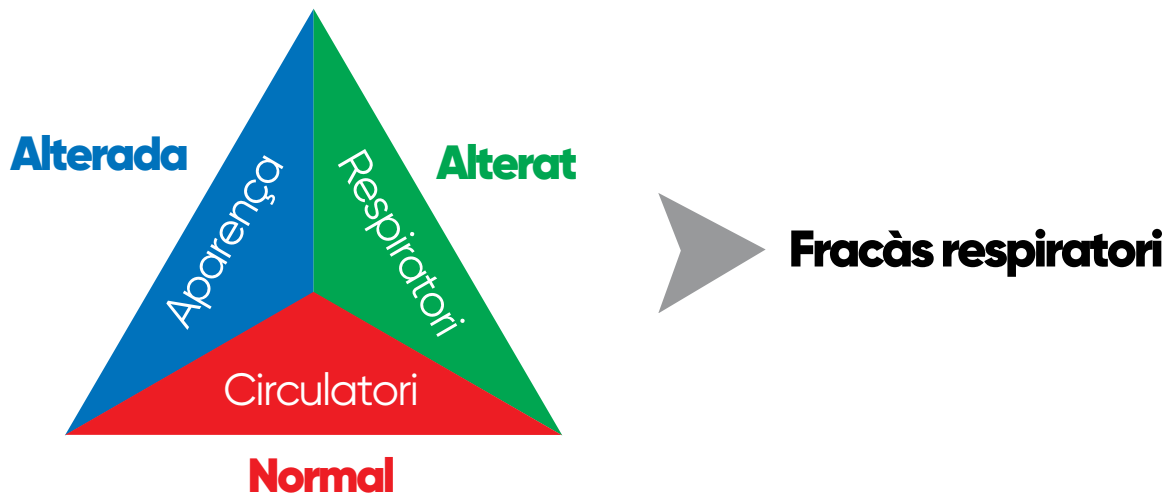 Alterada
Aparença
Respiratori
Alterat
Circulatori
Normal
Fracàs respiratori